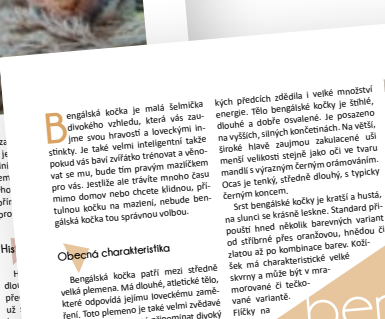 Bengálská kočka je malá šelmička
divokého vzhledu, která vás zau-
jme svou hravostí a loveckými in-
stinkty. Je také velmi inteligentní takže
pokud vás baví zvířátko trénovat a věno-
vat se mu, bude tím pravým mazlíčkem
pro vás. Jestliže ale trávíte mnoho času
mimo domov nebo chcete klidnou, pří-
tulnou kočku na mazlení, nebude ben-
gálská kočka tou správnou volbou.
Obecná charakteristika
Bengálská kočka patří mezi středně
velká plemena. Má dlouhé, atletické tělo,
které odpovídá jejímu loveckému zamě-
ření. Toto plemeno je také velmi zvědavé
připomínat divoký
kých předcích zdědila i velké množství
energie. Tělo bengálské kočky je štíhlé,
dlouhé a dobře osvalené. Je posazeno
na vyšších, silných končetinách. Na větší,
široké hlavě zaujmou zakulacené uši
menší velikosti stejně jako oči ve tvaru
mandlí s výrazným černým orámováním.
Ocas je tenký, středně dlouhý, s typicky
černým koncem.
Srst bengálské kočky je kratší a hustá,
na slunci se krásně leskne. Standard při-
pouští hned několik barevných variant
od stříbrné přes oranžovou, hnědou či
zlatou až po kombinace barev. Koží-
šek má charakteristické velké
skvrny a může být v mra-
morované či tečko-
vané variantě.
Flíčky na
ben